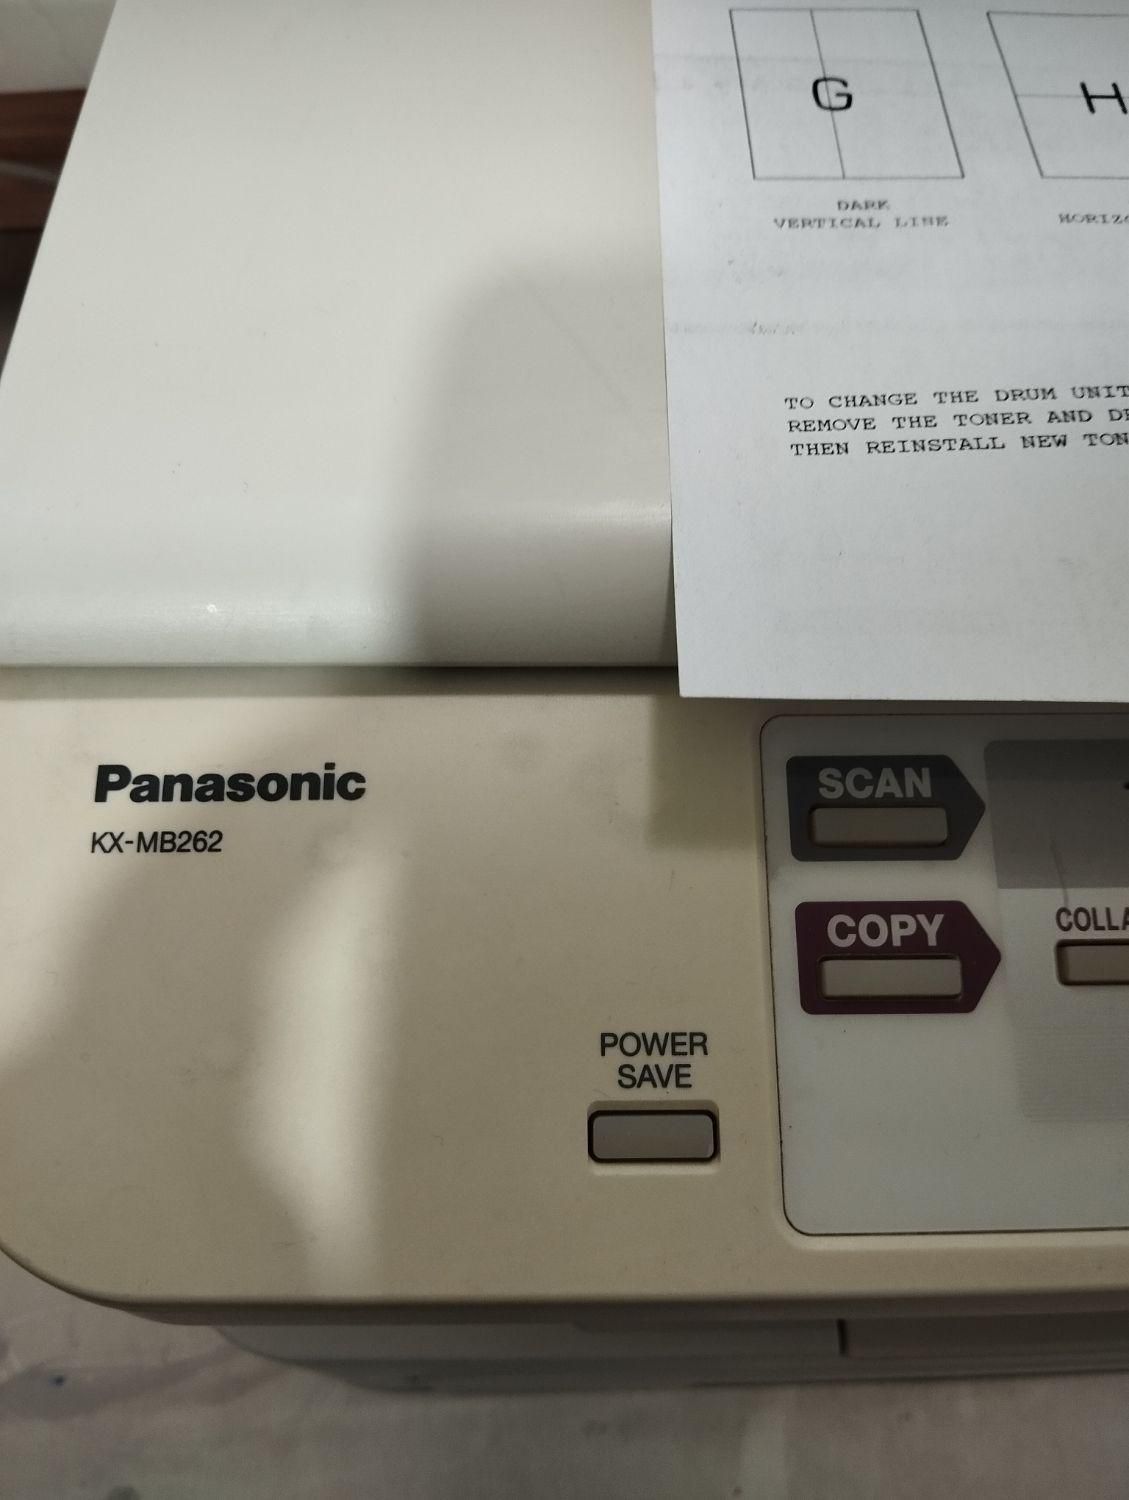 G
H
DARK
VERTICAL LINE
TO CHANGE THE DRUM UNIT
REMOVE THE TONER AND
THEN REINSTALL NEW
Panasonic
KX-MB262
SCAN
COPY
POWER
SAVE